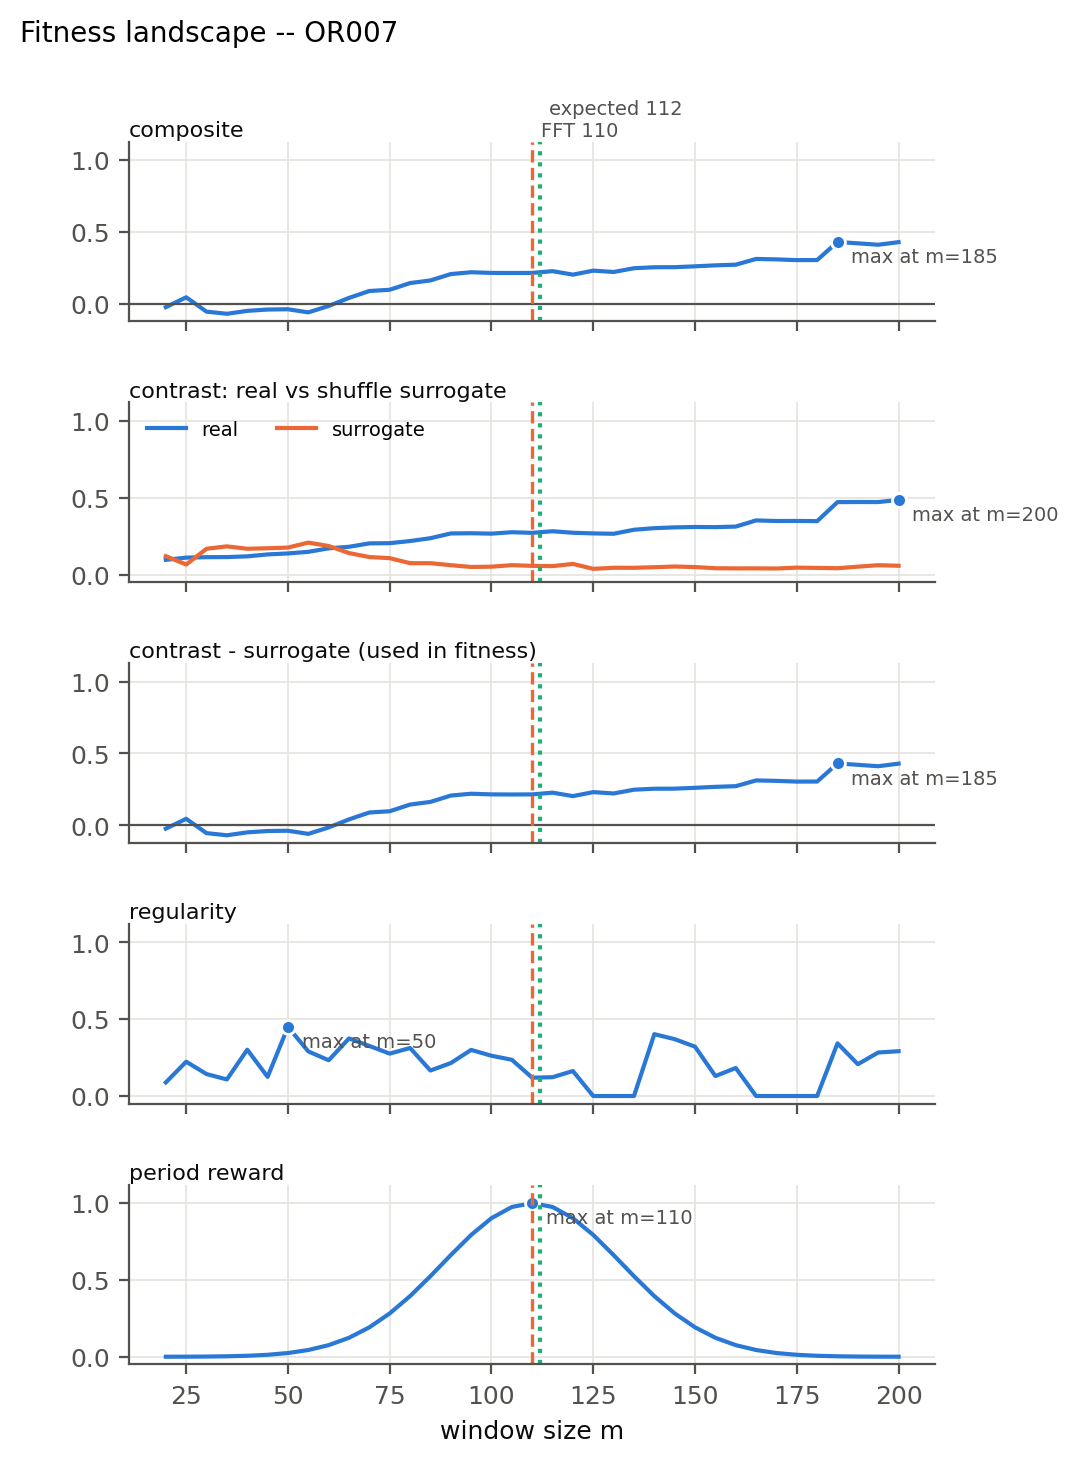 Fitness landscape -- OR007
expected 112
FFT 110
composite
1.0
0.5
0.0
max at m=185
contrast: real vs shuffle surrogate
1.0
real
surrogate
0.5
0.0
max at m=200
contrast - surrogate (used in fitness)
1.0
0.5
0.0
max at m=185
regularity
1.0
0.5
0.0
max at m=50
period reward
1.0
0.5
0.0
max at m=110
25 50 75 100 125 150 175 200
window size m